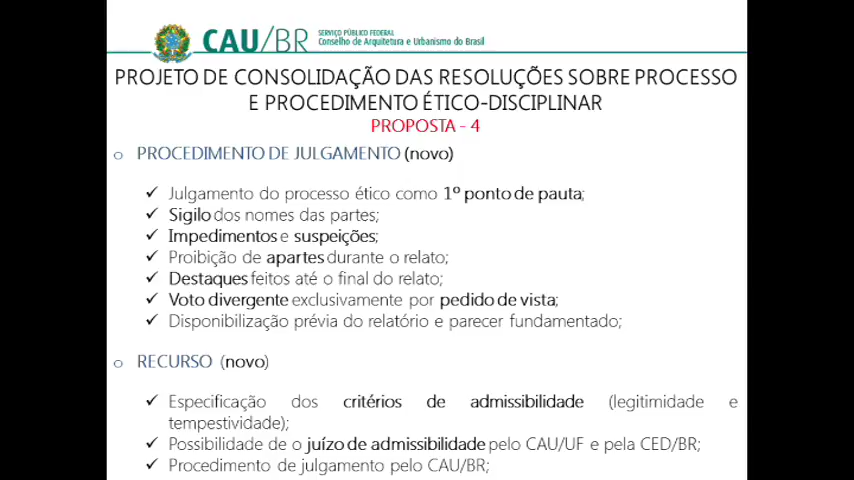 CAU/BR
SERVIÇO PÚBLICO FEDERAL
Conselho de Arquitetura e Urbanismo do Brasil
PROJETO DE CONSOLIDAÇÃO DAS RESOLUÇÕES SOBRE PROCESSO
E PROCEDIMENTO ÉTICO-DISCIPLINAR
PROPOSTA - 4
o PROCEDIMENTO DE JULGAMENTO (novo)
✓ Julgamento do processo ético como 1º ponto de pauta;
✓ Sigilo dos nomes das partes;
✓ Impedimentos e suspeições;
✓ Proibição de apartes durante o relato;
✓ Destaques feitos até o final do relato;
✓ Voto divergente exclusivamente por pedido de vista;
✓ Disponibilização prévia do relatório e parecer fundamentado;
o RECURSO (novo)
✓ Especificação dos critérios de admissibilidade (legitimidade e
tempestividade);
✓ Possibilidade de o juízo de admissibilidade pelo CAU/UF e pela CED/BR;
✓ Procedimento de julgamento pelo CAU/BR;